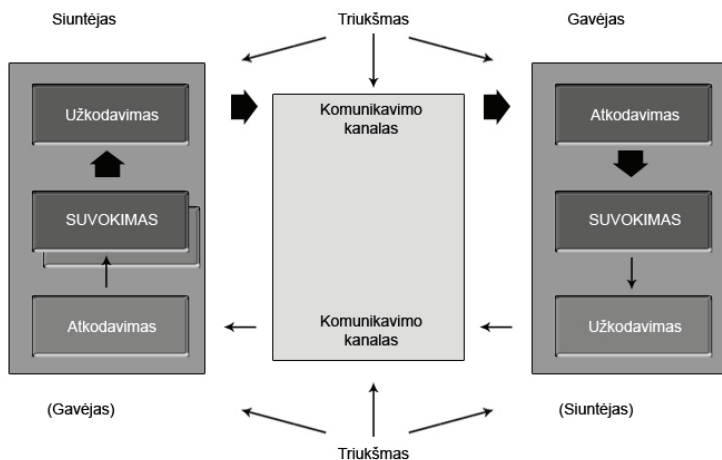 Siuntėjas
Triukšmas
Gavėjas
Užkodavimas
Komunikavimo
kanalas
Atkodavimas
SUVOKIMAS
SUVOKIMAS
Atkodavimas
Komunikavimo
kanalas
Užkodavimas
(Gavėjas)
(Siuntėjas)
Triukšmas